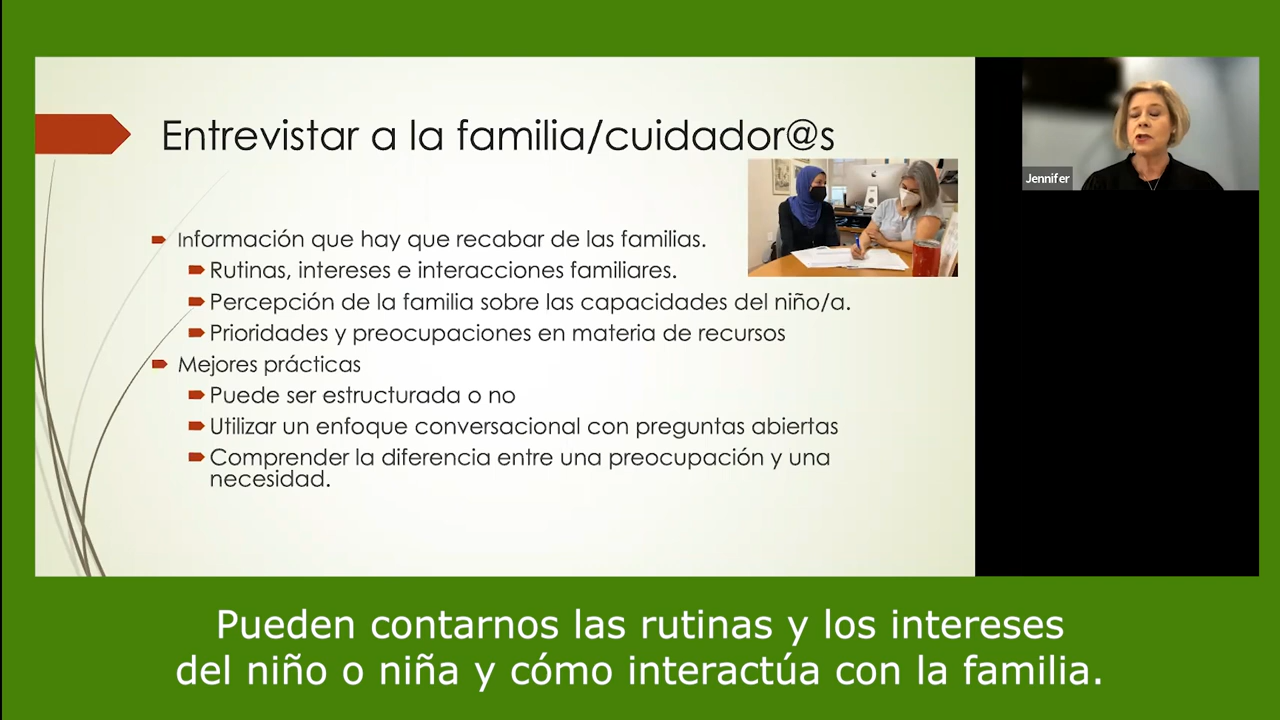 Entrevistar a la familia/cuidador@s
Jennifer
Información que hay que recabar de las familias.
Rutinas, intereses e interacciones familiares.
Percepción de la familia sobre las capacidades del niño/a.
Prioridades y preocupaciones en materia de recursos
Mejores prácticas
Puede ser estructurada o no
Utilizar un enfoque conversacional con preguntas abiertas
Comprender la diferencia entre una preocupación y una
necesidad.
Pueden contarnos las rutinas y los intereses
del niño o niña y cómo interactúa con la familia.